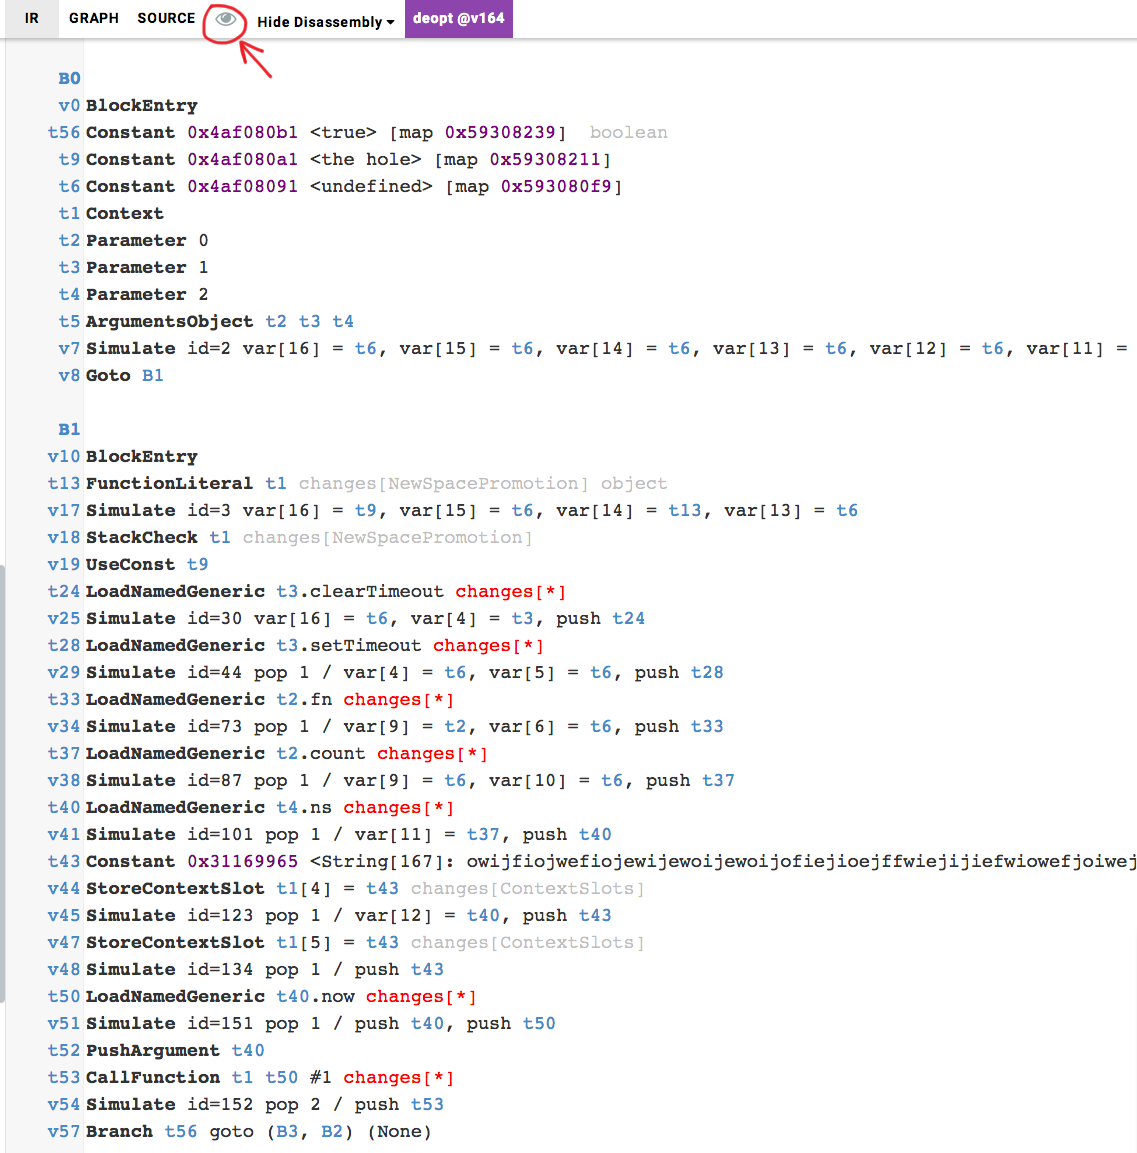 IR GRAPH SOURCE Hide Disassembly deopt @v164
B0
v0 BlockEntry
t56 Constant 0x4af080b1 <true> [map 0x59308239] boolean
t9 Constant 0x4af080a1 <the hole> [map 0x59308211]
t6 Constant 0x4af08091 <undefined> [map 0x593080f9]
t1 Context
t2 Parameter 0
t3 Parameter 1
t4 Parameter 2
t5 ArgumentsObject t2 t3 t4
v7 Simulate id=2 var[16] = t6, var[15] = t6, var[14] = t6, var[13] = t6, var[12] = t6, var[11] =
v8 Goto B1
B1
v10 BlockEntry
t13 FunctionLiteral t1 changes[NewSpacePromotion] object
v17 Simulate id=3 var[16] = t9, var[15] = t6, var[14] = t13, var[13] = t6
v18 StackCheck t1 changes[NewSpacePromotion]
v19 UseConst t9
t24 LoadNamedGeneric t3.clearTimeout changes[*]
v25 Simulate id=30 var[16] = t6, var[4] = t3, push t24
t28 LoadNamedGeneric t3.setTimeout changes[*]
v29 Simulate id=44 pop 1 / var[4] = t6, var[5] = t6, push t28
t33 LoadNamedGeneric t2.fn changes[*]
v34 Simulate id=73 pop 1 / var[9] = t2, var[6] = t6, push t33
t37 LoadNamedGeneric t2.count changes[*]
v38 Simulate id=87 pop 1 / var[9] = t6, var[10] = t6, push t37
t40 LoadNamedGeneric t4.ns changes[*]
v41 Simulate id=101 pop 1 / var[11] = t37, push t40
t43 Constant 0x31169965 <String[167]: owijfiojwefiojewijewoijewoijofiejioejffwiejijiefwiowefjoiwej
v44 StoreContextSlot t1[4] = t43 changes[ContextSlots]
v45 Simulate id=123 pop 1 / var[12] = t40, push t43
v47 StoreContextSlot t1[5] = t43 changes[ContextSlots]
v48 Simulate id=134 pop 1 / push t43
t50 LoadNamedGeneric t40.now changes[*]
v51 Simulate id=151 pop 1 / push t40, push t50
t52 PushArgument t40
t53 CallFunction t1 t50 #1 changes[*]
v54 Simulate id=152 pop 2 / push t53
v57 Branch t56 goto (B3, B2) (None)